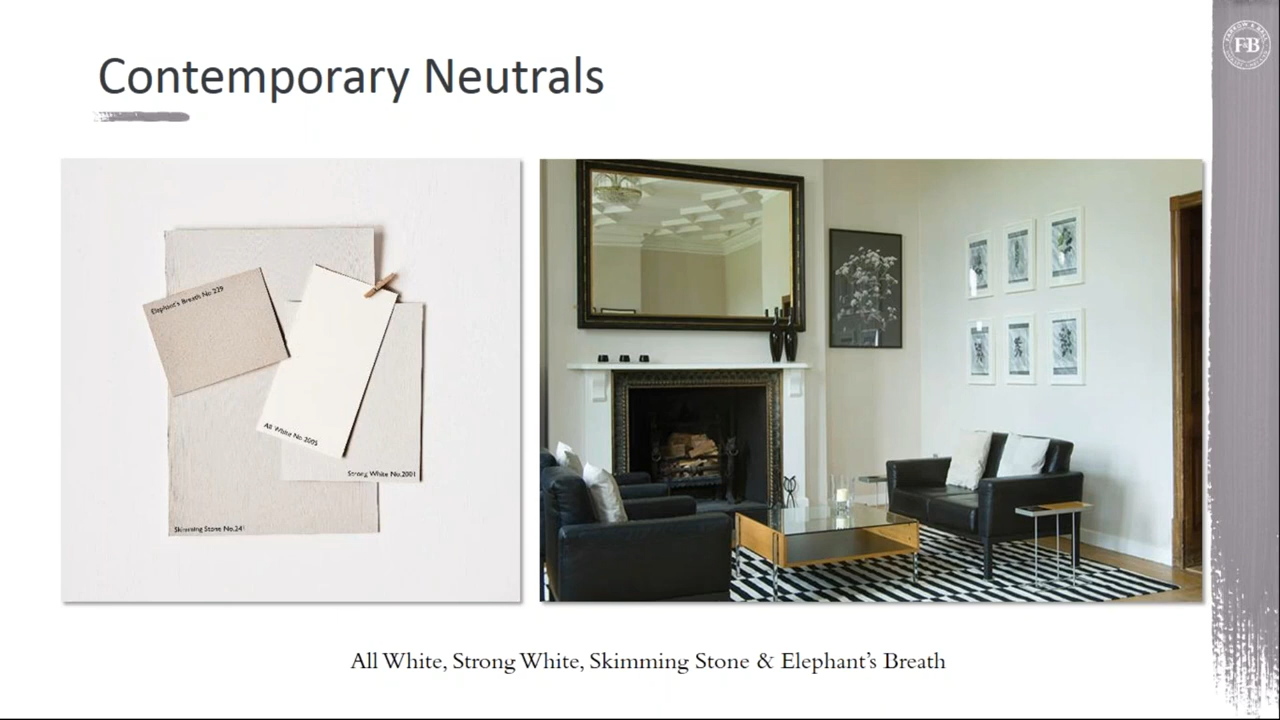 Contemporary Neutrals
F&B
Elephant's Breath No 229
All White No.2005
Strong White No.2001
Skimming Stone No.241
All White, Strong White, Skimming Stone & Elephant's Breath